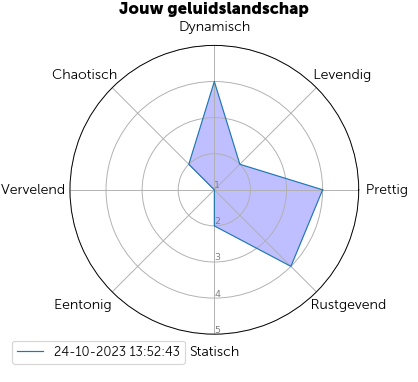 Jouw geluidslandschap
Dynamisch
Chaotisch
Levendig
Vervelend
1
Prettig
2
3
4
Eentonig
Rustgevend
5
24-10-2023 13:52:43
Statisch